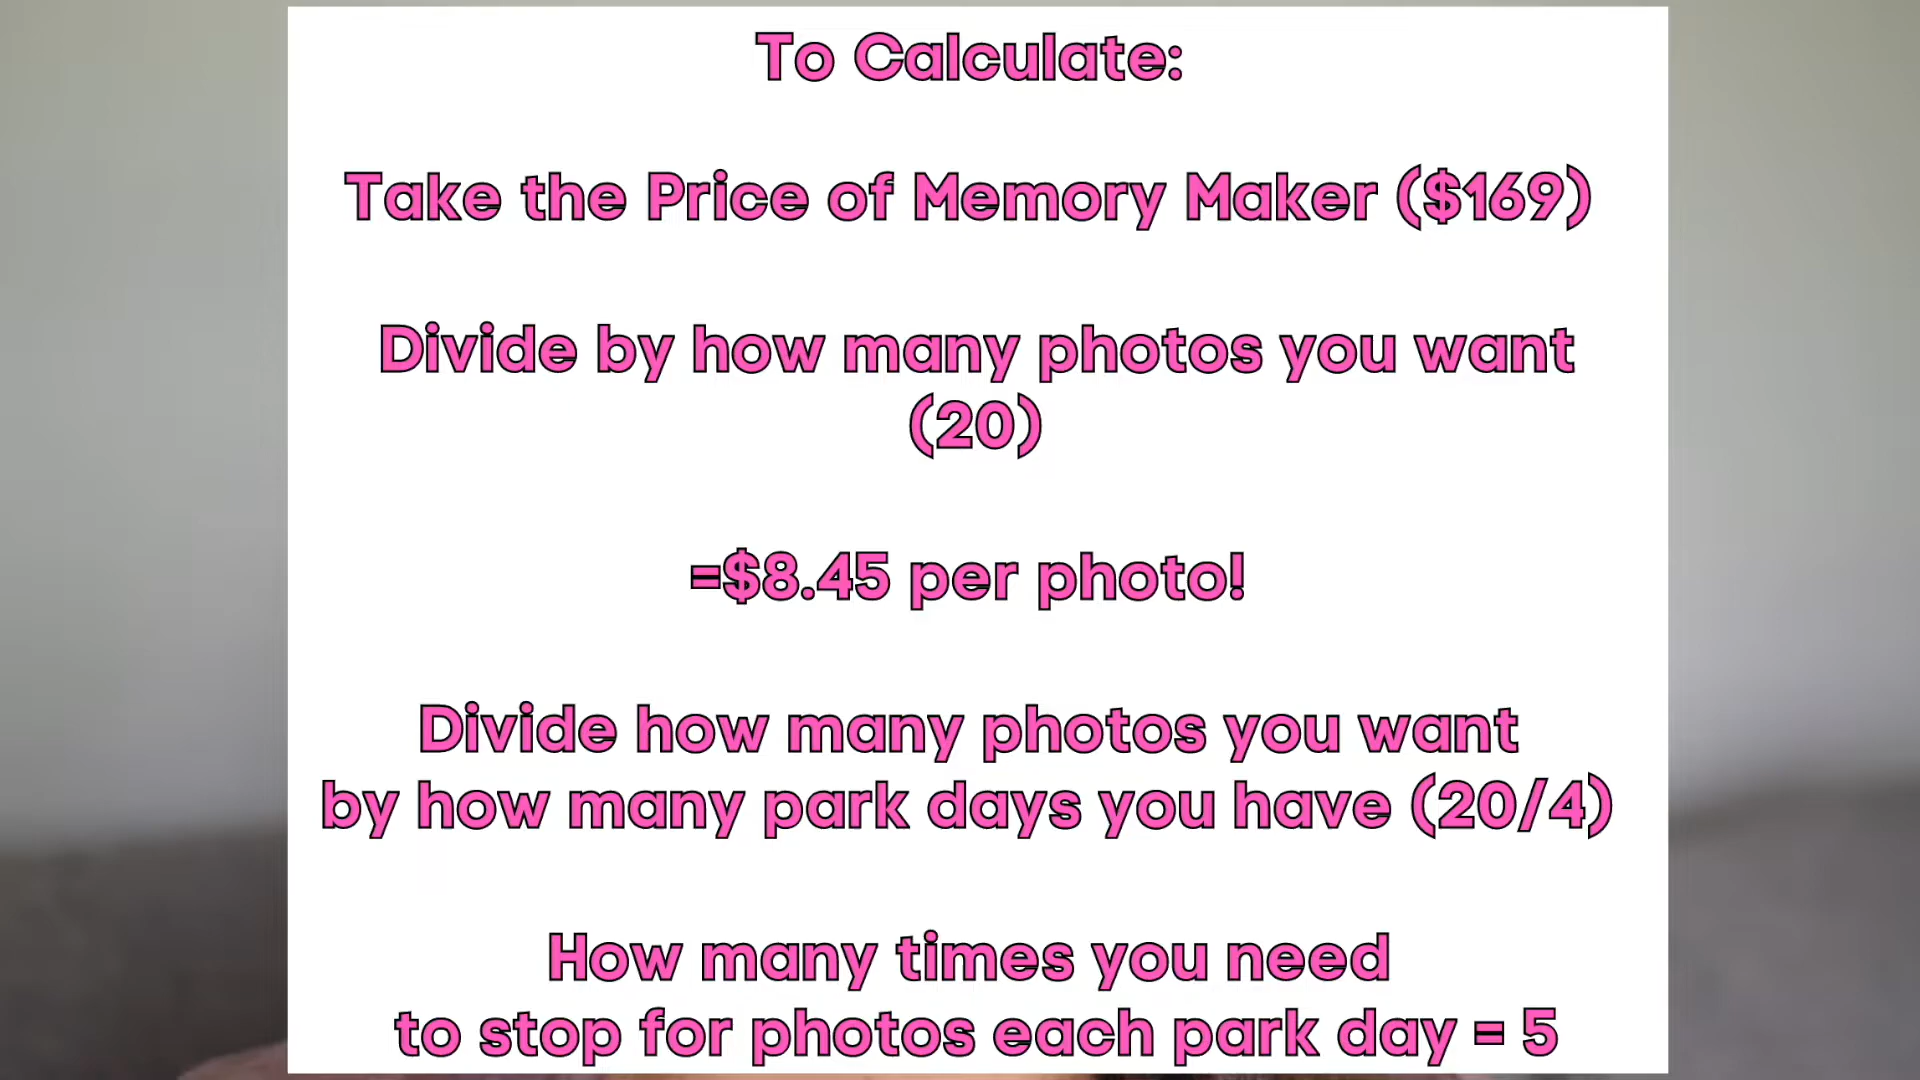 To Calculate:
Take the Price of Memory Maker ($169)
Divide by how many photos you want
(20)
=$8.45 per photo!
Divide how many photos you want
by how many park days you have (20/4)
How many times you need
to stop for photos each park day = 5